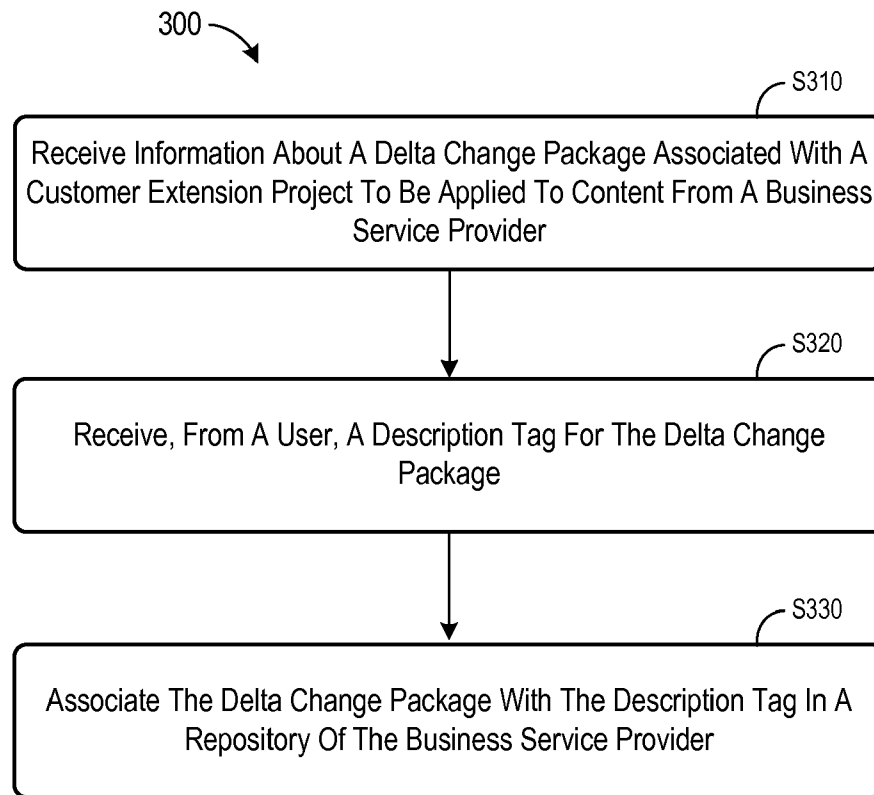 300
S310
Receive Information About A Delta Change Package Associated With A
Customer Extension Project To Be Applied To Content From A Business
Service Provider
S320
Receive, From A User, A Description Tag For The Delta Change
Package
S330
Associate The Delta Change Package With The Description Tag In A
Repository Of The Business Service Provider